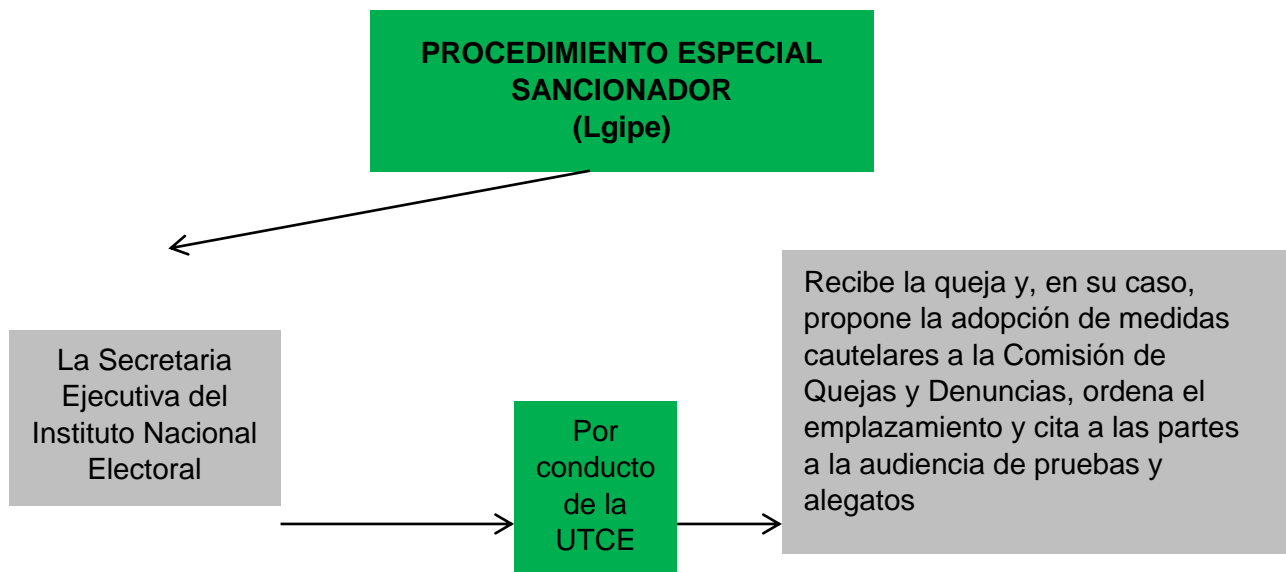 PROCEDIMIENTO ESPECIAL
SANCIONADOR
(Lgipe)
La Secretaria
Ejecutiva del
Instituto Nacional
Electoral
Por
conducto
de la
UTCE
Recibe la queja y, en su caso,
propone la adopción de medidas
cautelares a la Comisión de
Quejas y Denuncias, ordena el
emplazamiento y cita a las partes
a la audiencia de pruebas y
alegatos